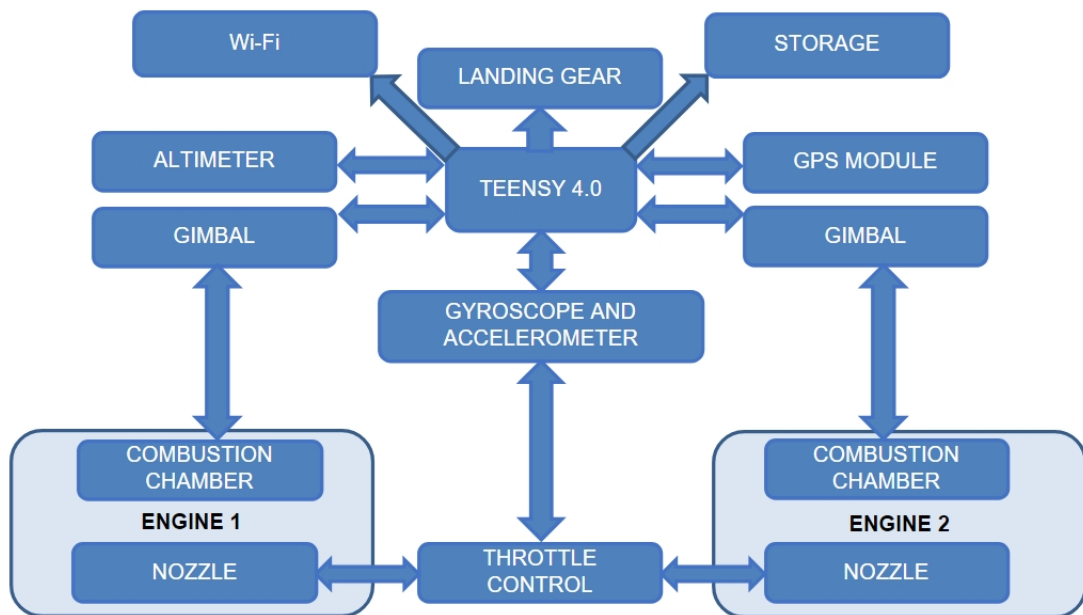 Wi-Fi
STORAGE
LANDING GEAR
ALTIMETER
TEENSY 4.0
GPS MODULE
GIMBAL
GIMBAL
GYROSCOPE AND
ACCELEROMETER
COMBUSTION
CHAMBER
ENGINE 1
NOZZLE
THROTTLE
CONTROL
COMBUSTION
CHAMBER
ENGINE 2
NOZZLE